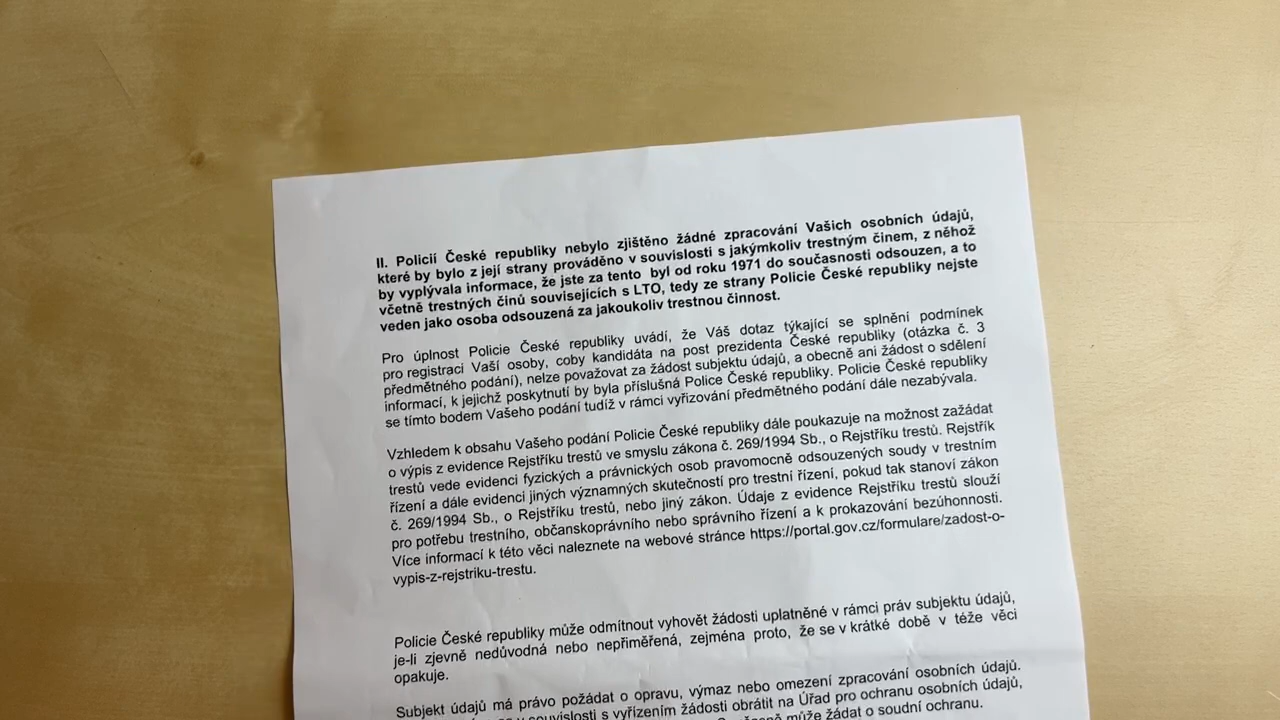 II. Policií České republiky nebylo zjištěno žádné zpracování Vašich osobních údajů,
které by bylo z její strany prováděno v souvislosti s jakýmkoliv trestným činem, z něhož
by vyplývala informace, že jste za tento byl od roku 1971 do současnosti odsouzen, a to
včetně trestných činů souvisejících s LTO, tedy ze strany Policie České republiky nejste
veden jako osoba odsouzená za jakoukoliv trestnou činnost.
Pro úplnost Policie České republiky uvádí, že Váš dotaz týkající se splnění podmínek
pro registraci Vaší osoby, coby kandidáta na post prezidenta České republiky (otázka č. 3
předmětného podání), nelze považovat za žádost subjektu údajů, a obecně ani žádost o sdělení
informací, k jejichž poskytnutí by byla příslušná Police České republiky. Policie České republiky
se tímto bodem Vašeho podání tudíž v rámci vyřizování předmětného podání dále nezabývala.
Vzhledem k obsahu Vašeho podání Policie České republiky dále poukazuje na možnost zažádat
o výpis z evidence Rejstříku trestů ve smyslu zákona č. 269/1994 Sb., o Rejstříku trestů. Rejstřík
trestů vede evidenci fyzických a právnických osob pravomocně odsouzených soudy v trestním
řízení a dále evidenci jiných významných skutečností pro trestní řízení, pokud tak stanoví zákon
č. 269/1994 Sb., o Rejstříku trestů, nebo jiný zákon. Údaje z evidence Rejstříku trestů slouží
pro potřebu trestního, občanskoprávního nebo správního řízení a k prokazování bezúhonnosti.
Více informací k této věci naleznete na webové stránce https://portal.gov.cz/formulare/zadost-o-
vypis-z-rejstriku-trestu.
Policie České republiky může odmítnout vyhovět žádosti uplatněné v rámci práv subjektu údajů,
je-li zjevně nedůvodná nebo nepřiměřená, zejména proto, že se v krátké době v téže věci
opakuje.
Subjekt údajů má právo požádat o opravu, výmaz nebo omezení zpracování osobních údajů.
v souvislosti s vyřízením žádosti obrátit na Úřad pro ochranu osobních údajů,
může žádat o soudní ochranu.